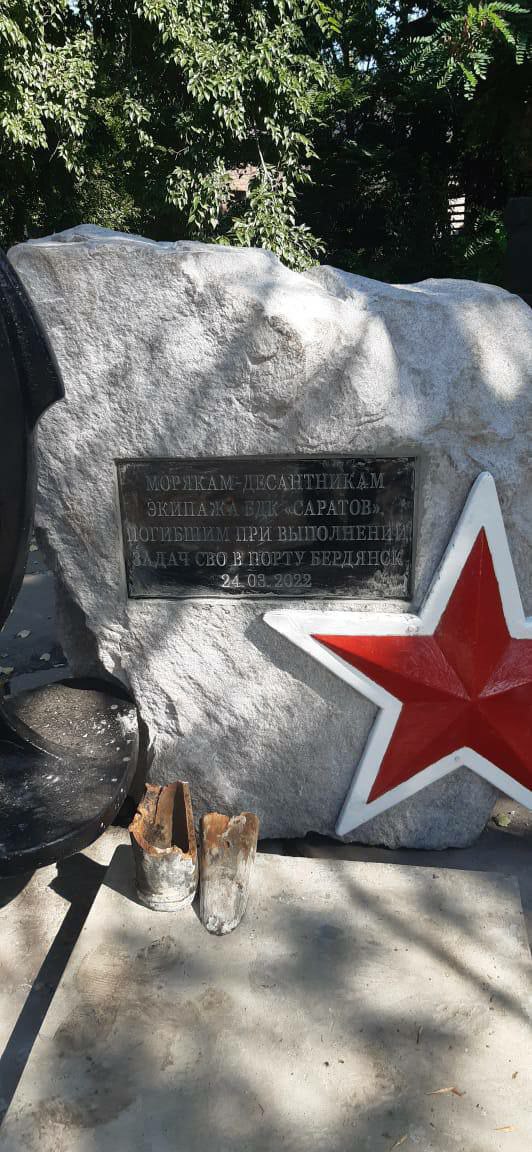 МОРЯКАМ-ДЕСАНТНИКАМ
ЭКИПАЖА БДК «САРАТОВ»,
ПОГИБШИМ ПРИ ВЫПОЛНЕНИИ
ЗАДАЧ СВО В ПОРТУ БЕРДЯНСК
24.03.2022